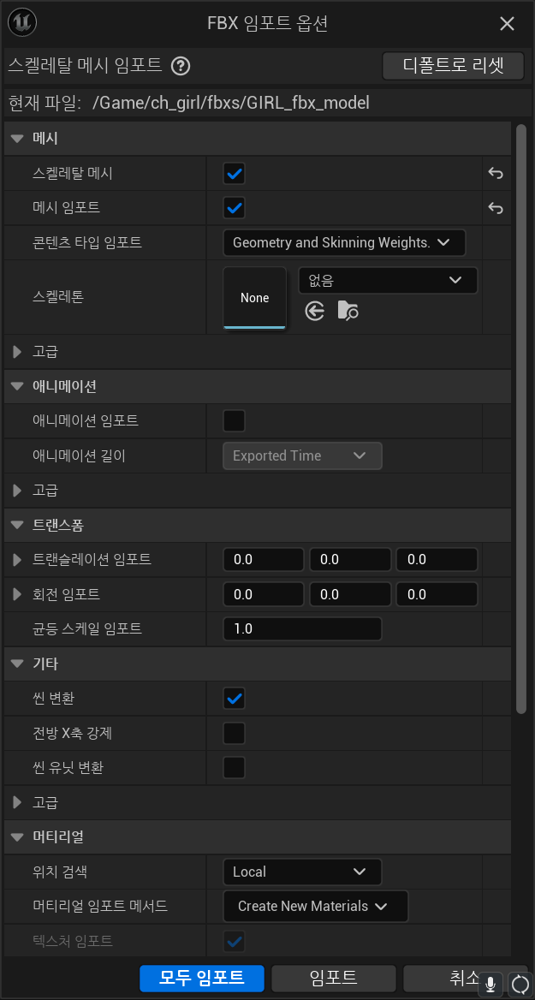 FBX 임포트 옵션
스켈레탈 메시 임포트 ?
디폴트로 리셋
현재 파일: /Game/ch_girl/fbxs/GIRL_fbx_model
메시
스켈레탈 메시
메시 임포트
콘텐츠 타입 임포트 Geometry and Skinning Weights.
스켈레톤 None 없음
고급
애니메이션
애니메이션 임포트
애니메이션 길이 Exported Time
고급
트랜스폼
트랜슬레이션 임포트 0.0 0.0 0.0
회전 임포트 0.0 0.0 0.0
균등 스케일 임포트 1.0
기타
씬 변환
전방 X축 강제
씬 유닛 변환
고급
머티리얼
위치 검색 Local
머티리얼 임포트 메서드 Create New Materials
텍스처 임포트
모두 임포트 임포트 취소